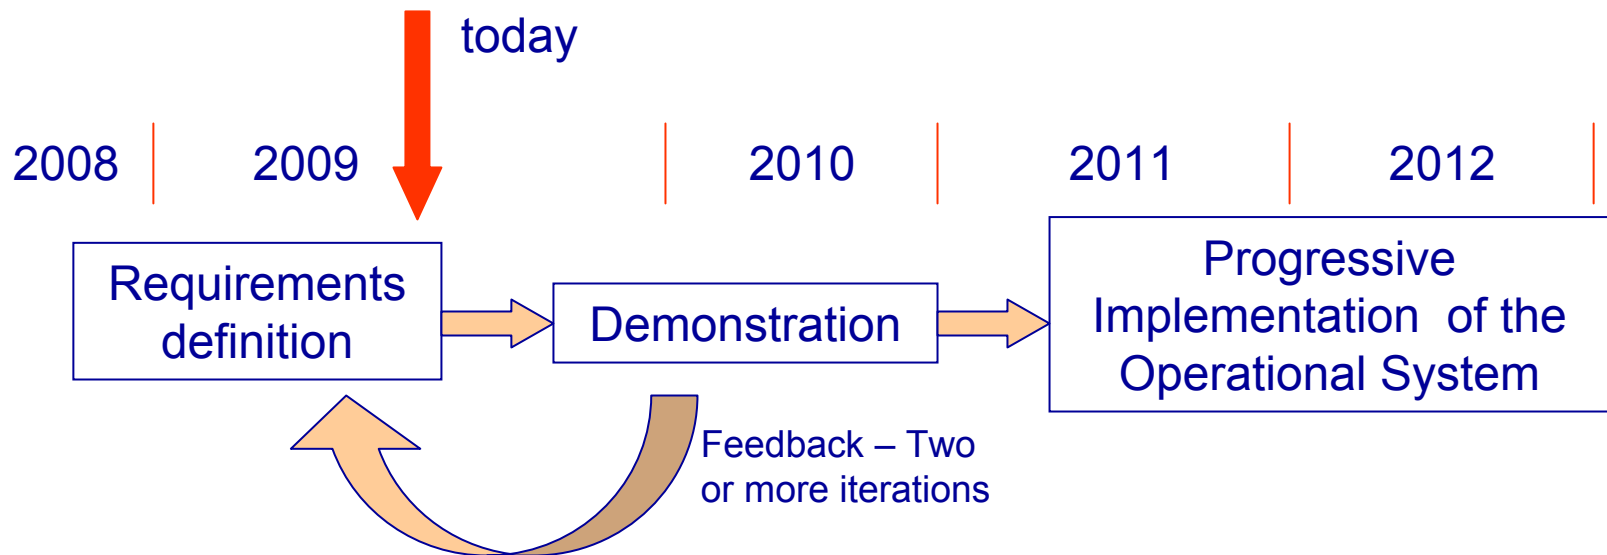 today
2008 2009 2010 2011 2012
Requirements
definition
Demonstration
Progressive
Implementation of the
Operational System
Feedback – Two
or more iterations